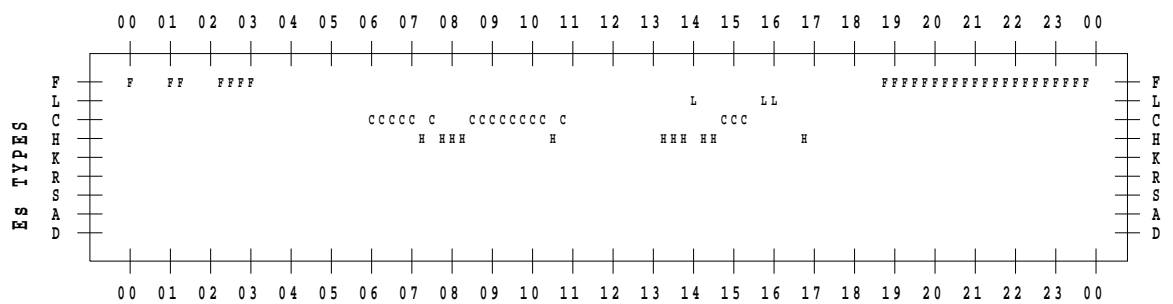 00 01 02 03 04 05 06 07 08 09 10 11 12 13 14 15 16 17 18 19 20 21 22 23 00
F F FF FFFF FFFFFFFFFFFFFFFFFFFFF F
L L LL L
C CCCCC C CCCCCCCC C CCC C
H H HHH H HHH HH H H
K K
R R
S S
A A
D D
Es TYPES
00 01 02 03 04 05 06 07 08 09 10 11 12 13 14 15 16 17 18 19 20 21 22 23 00